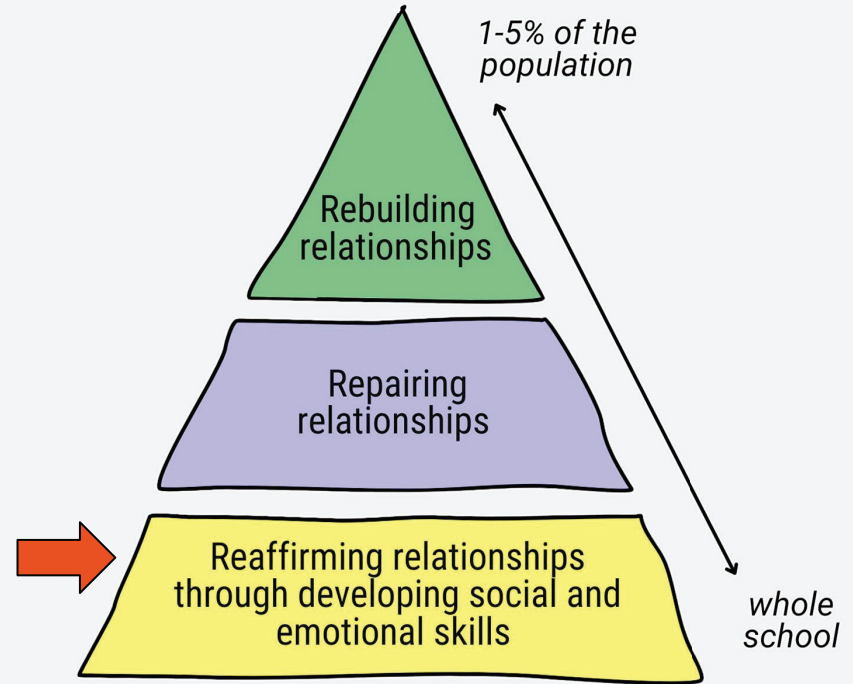 1-5% of the
population
Rebuilding
relationships
Repairing
relationships
Reaffirming relationships
through developing social and
emotional skills
whole
school